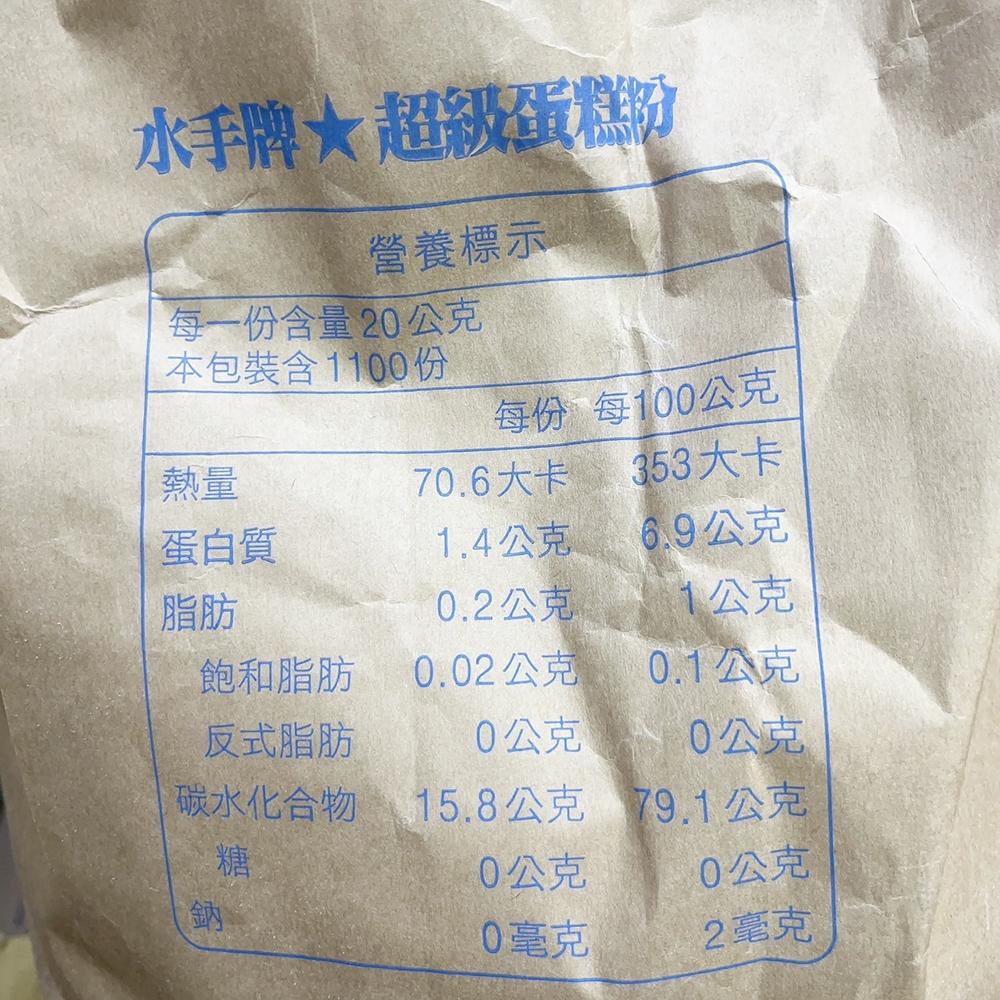 水手牌★超級蛋糕粉
營養標示
每一份含量20公克
本包裝含1100份
每份 每100公克
熱量 70.6大卡 353大卡
蛋白質 1.4公克 6.9公克
脂肪 0.2公克 1公克
飽和脂肪 0.02公克 0.1公克
反式脂肪 0公克 0公克
碳水化合物 15.8公克 79.1公克
糖 0公克 0公克
鈉 0毫克 2毫克